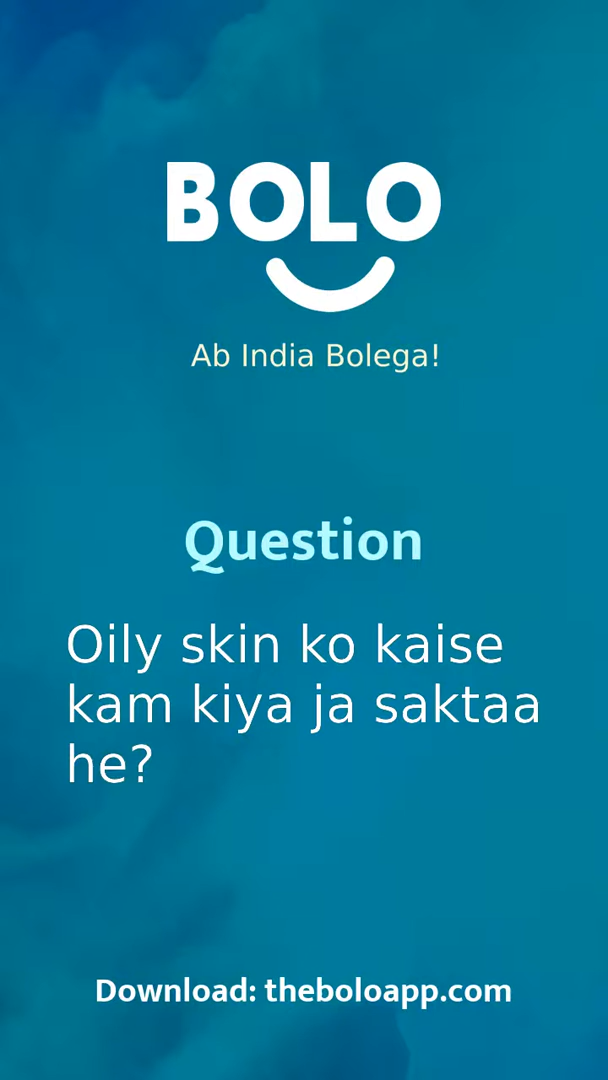 BOLO
Ab India Bolega!
Question
Oily skin ko kaise
kam kiya ja saktaa
he?
Download: theboloapp.com